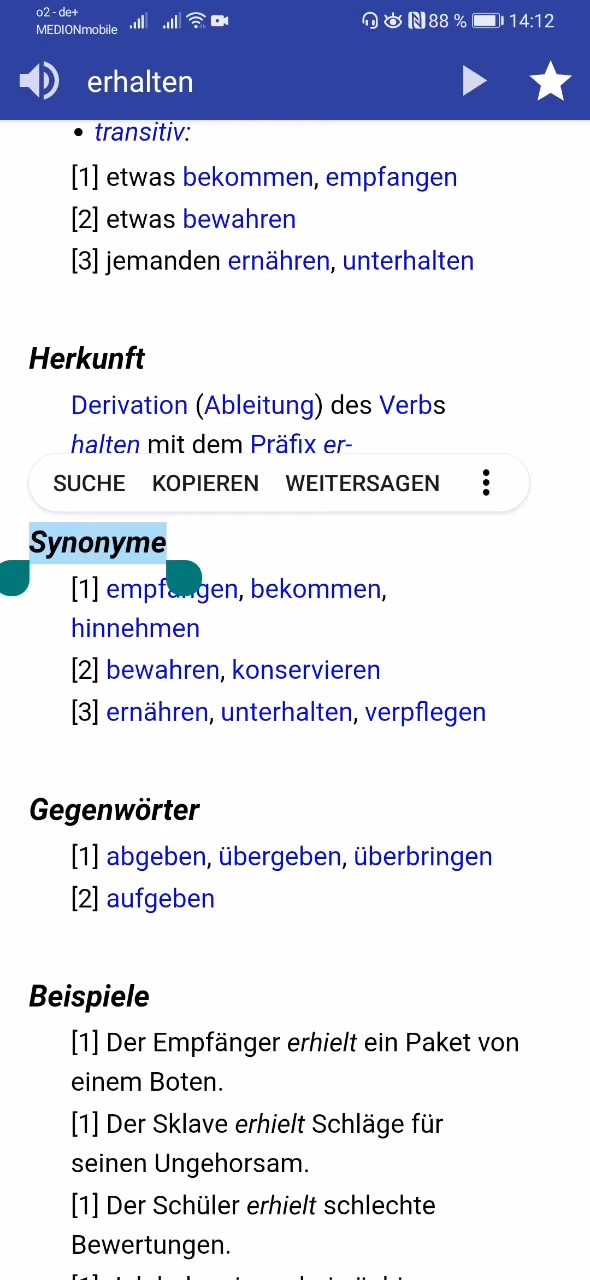 o2 - de+
MEDIONmobile
88 % 14:12
erhalten
• transitiv:
[1] etwas bekommen, empfangen
[2] etwas bewahren
[3] jemanden ernähren, unterhalten
Herkunft
Derivation (Ableitung) des Verbs
halten mit dem Präfix er-
SUCHE KOPIEREN WEITERSAGEN
Synonyme
[1] empfangen, bekommen,
hinnehmen
[2] bewahren, konservieren
[3] ernähren, unterhalten, verpflegen
Gegenwörter
[1] abgeben, übergeben, überbringen
[2] aufgeben
Beispiele
[1] Der Empfänger erhielt ein Paket von
einem Boten.
[1] Der Sklave erhielt Schläge für
seinen Ungehorsam.
[1] Der Schüler erhielt schlechte
Bewertungen.